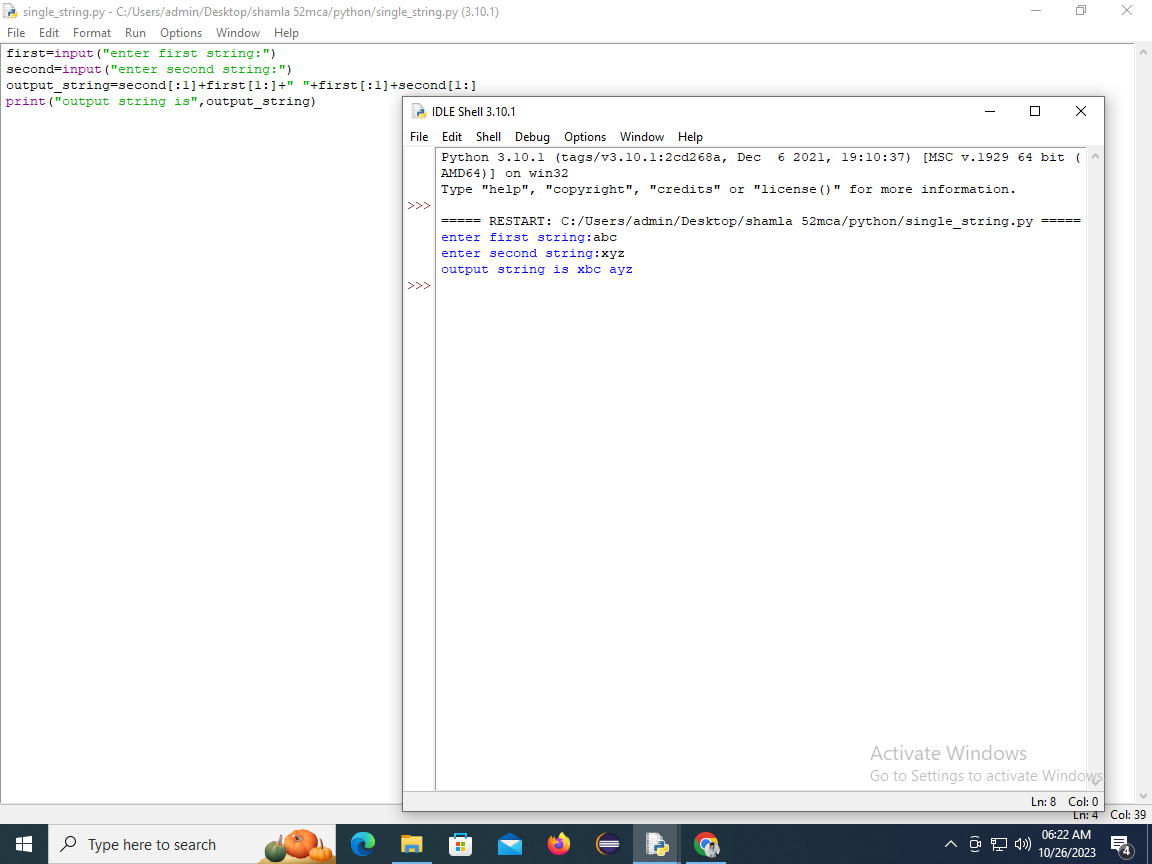 single_string.py - C:/Users/admin/Desktop/shamla 52mca/python/single_string.py (3.10.1)
File Edit Format Run Options Window Help
first=input("enter first string:")
second=input("enter second string:")
output_string=second[:1]+first[1:]+" "+first[:1]+second[1:]
print("output string is",output_string)
IDLE Shell 3.10.1
File Edit Shell Debug Options Window Help
Python 3.10.1 (tags/v3.10.1:2cd268a, Dec  6 2021, 19:10:37) [MSC v.1929 64 bit (
AMD64)] on win32
Type "help", "copyright", "credits" or "license()" for more information.
>>>
===== RESTART: C:/Users/admin/Desktop/shamla 52mca/python/single_string.py =====
enter first string:abc
enter second string:xyz
output string is xbc ayz
>>>
Activate Windows
Go to Settings to activate Windows
Ln: 8 Col: 0
Ln: 4 Col: 39
Type here to search
06:22 AM
10/26/2023
4